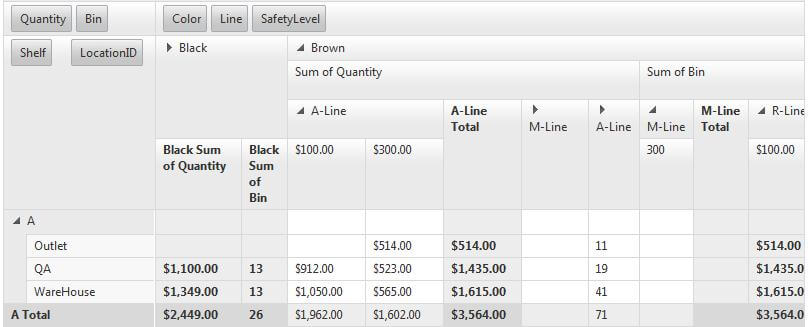 Quantity Bin Color Line SafetyLevel
Shelf LocationID Black Brown
Sum of Quantity Sum of Bin
A-Line A-Line Total M-Line A-Line M-Line M-Line Total R-Line
Black Sum of Quantity Black Sum of Bin $100.00 $300.00 300 $100.00
A
Outlet $514.00 $514.00 11 $514.00
QA $1,100.00 13 $912.00 $523.00 $1,435.00 19 $1,435.0
WareHouse $1,349.00 13 $1,050.00 $565.00 $1,615.00 41 $1,615.0
A Total $2,449.00 26 $1,962.00 $1,602.00 $3,564.00 71 $3,564.0